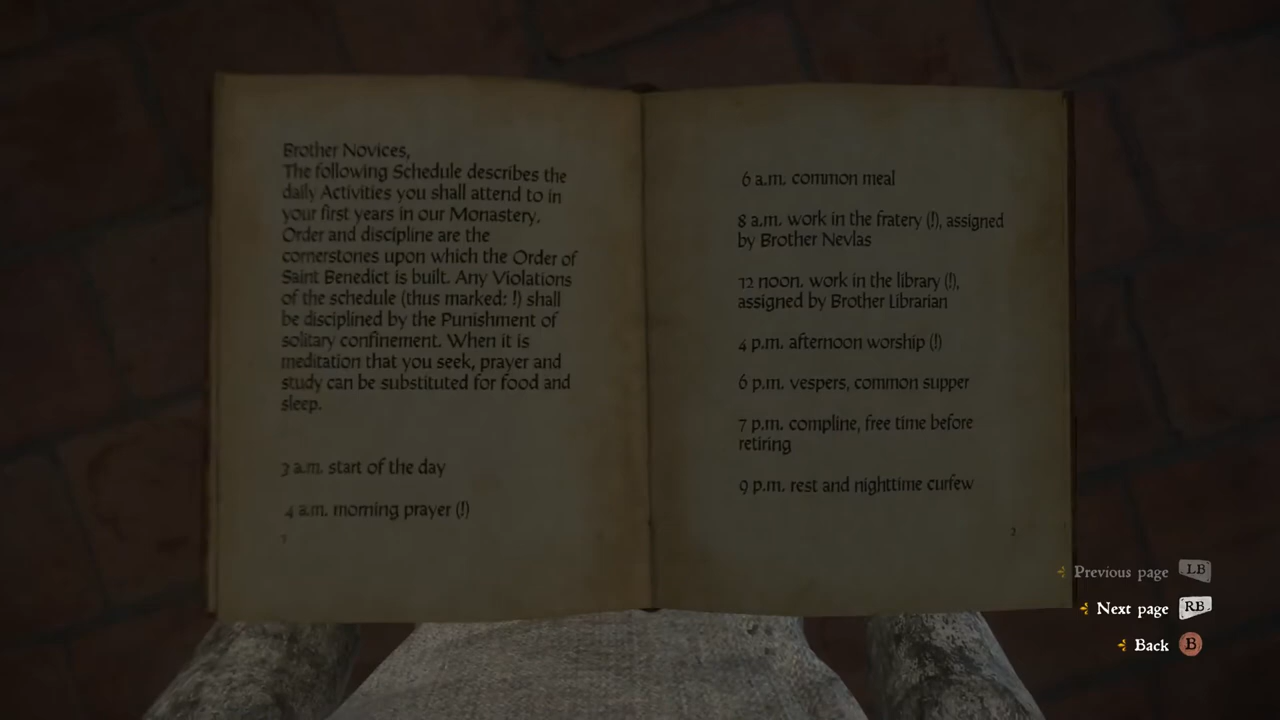 Brother Novices,
The following Schedule describes the
daily Activities you shall attend to in
your first years in our Monastery.
Order and discipline are the
cornerstones upon which the Order of
Saint Benedict is built. Any Violations
of the schedule (thus marked: !) shall
be disciplined by the Punishment of
solitary confinement. When it is
meditation that you seek, prayer and
study can be substituted for food and
sleep.
3 a.m. start of the day
4 a.m. morning prayer (!)
1
6 a.m. common meal
8 a.m. work in the fratery (!), assigned
by Brother Nevlas
12 noon. work in the library (!),
assigned by Brother Librarian
4 p.m. afternoon worship (!)
6 p.m. vespers, common supper
7 p.m. compline, free time before
retiring
9 p.m. rest and nighttime curfew
2
Previous page LB
Next page RB
Back B